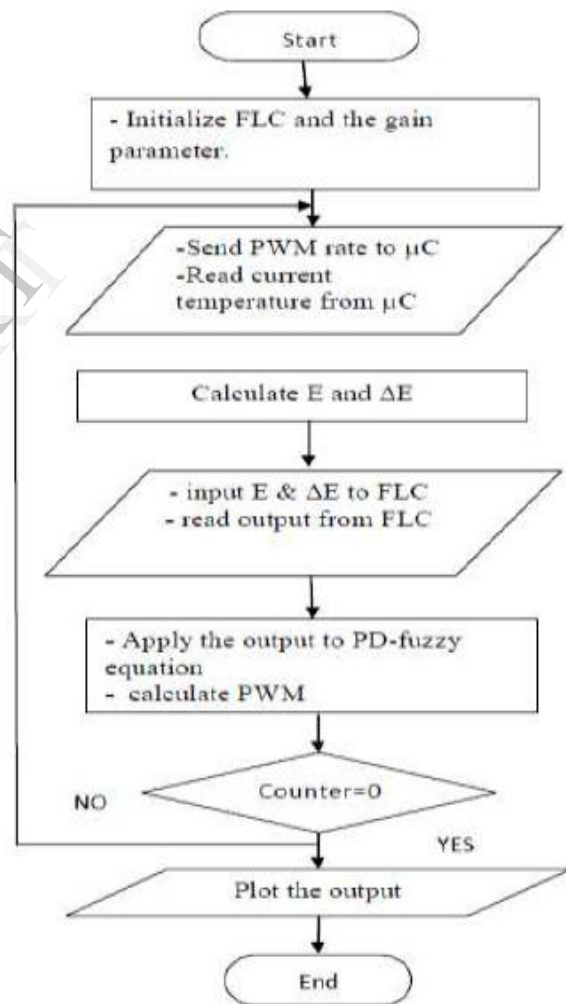 Start
- Initialize FLC and the gain
parameter.
-Send PWM rate to µC
-Read current
temperature from µC
Calculate E and ΔE
- input E & ΔE to FLC
- read output from FLC
- Apply the output to PD-fuzzy
equation
- calculate PWM
Counter=0
NO
YES
Plot the output
End